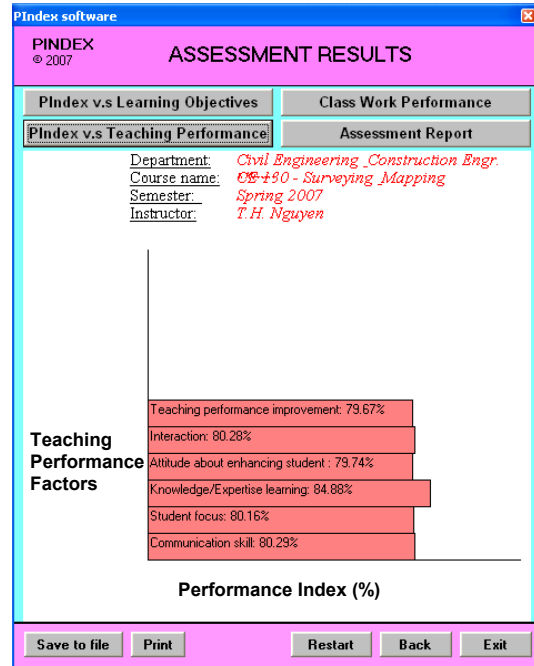 PIndex software
PINDEX
© 2007
ASSESSMENT RESULTS
PIndex v.s Learning Objectives
Class Work Performance
PIndex v.s Teaching Performance
Assessment Report
Department: Civil Engineering _Construction Engr.
Course name: 150 - Surveying _Mapping
Semester: Spring 2007
Instructor: T.H. Nguyen
Teaching performance improvement: 79.67%
Interaction: 80.28%
Attitude about enhancing student : 79.74%
Knowledge/Expertise learning: 84.88%
Student focus: 80.16%
Communication skill: 80.29%
Teaching
Performance
Factors
Performance Index (%)
Save to file
Print
Restart
Back
Exit